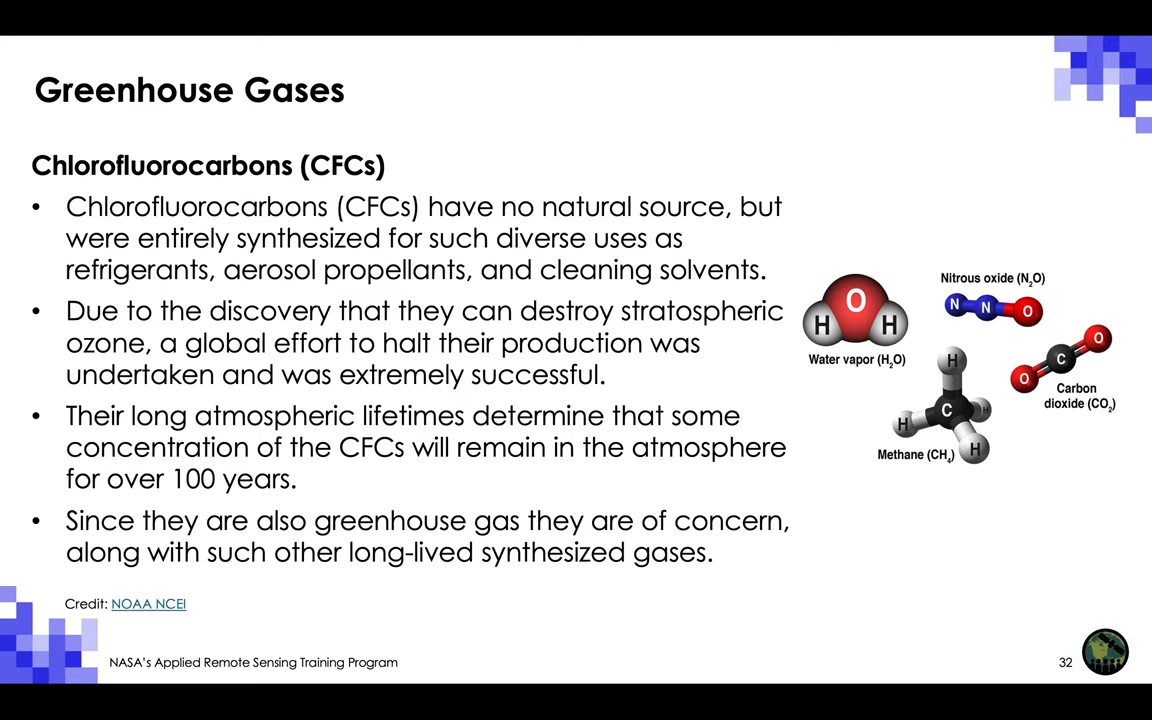 Greenhouse Gases
Chlorofluorocarbons (CFCs)
• Chlorofluorocarbons (CFCs) have no natural source, but
were entirely synthesized for such diverse uses as
refrigerants, aerosol propellants, and cleaning solvents.
• Due to the discovery that they can destroy stratospheric
ozone, a global effort to halt their production was
undertaken and was extremely successful.
• Their long atmospheric lifetimes determine that some
concentration of the CFCs will remain in the atmosphere
for over 100 years.
• Since they are also greenhouse gas they are of concern,
along with such other long-lived synthesized gases.
Nitrous oxide (N₂O)
N N O
O
H H
Water vapor (H₂O)
O
C
O
Carbon
dioxide (CO₂)
H
C
H
H
H
Methane (CH₄)
Credit: NOAA NCEI
NASA's Applied Remote Sensing Training Program
32